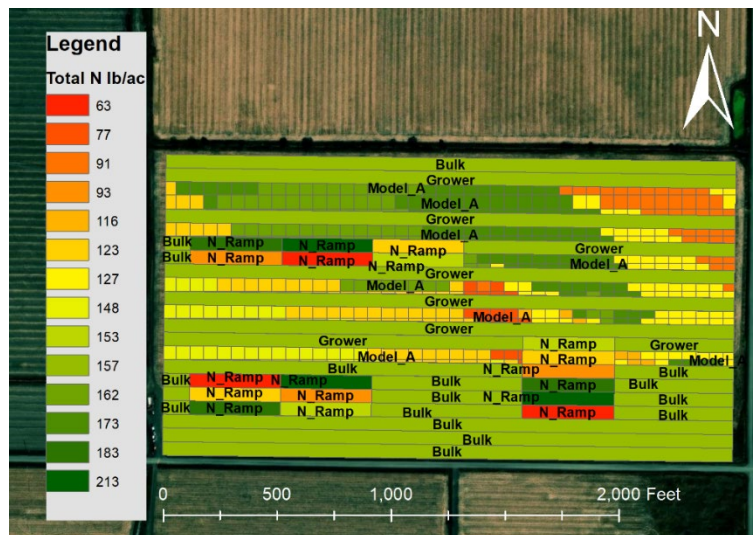 Legend
N
Total N lb/ac
63
77
91
93
116
123
127
148
153
157
162
173
183
213
Bulk
Grower
Model_A
Model_A
Grower
Model_A
Bulk N_Ramp N_Ramp N_Ramp Grower
Bulk N_Ramp N_Ramp N_Ramp Model_A
Grower
Model_A
Grower
Model_A
Grower
Grower N_Ramp Grower
Model_A N_Ramp Model_A
Bulk N_Ramp Bulk
Bulk N_Ramp N_Ramp Bulk N_Ramp Bulk
N_Ramp N_Ramp Bulk N_Ramp Bulk
Bulk N_Ramp N_Ramp Bulk N_Ramp Bulk
Bulk
Bulk
Bulk
0 500 1,000 2,000 Feet